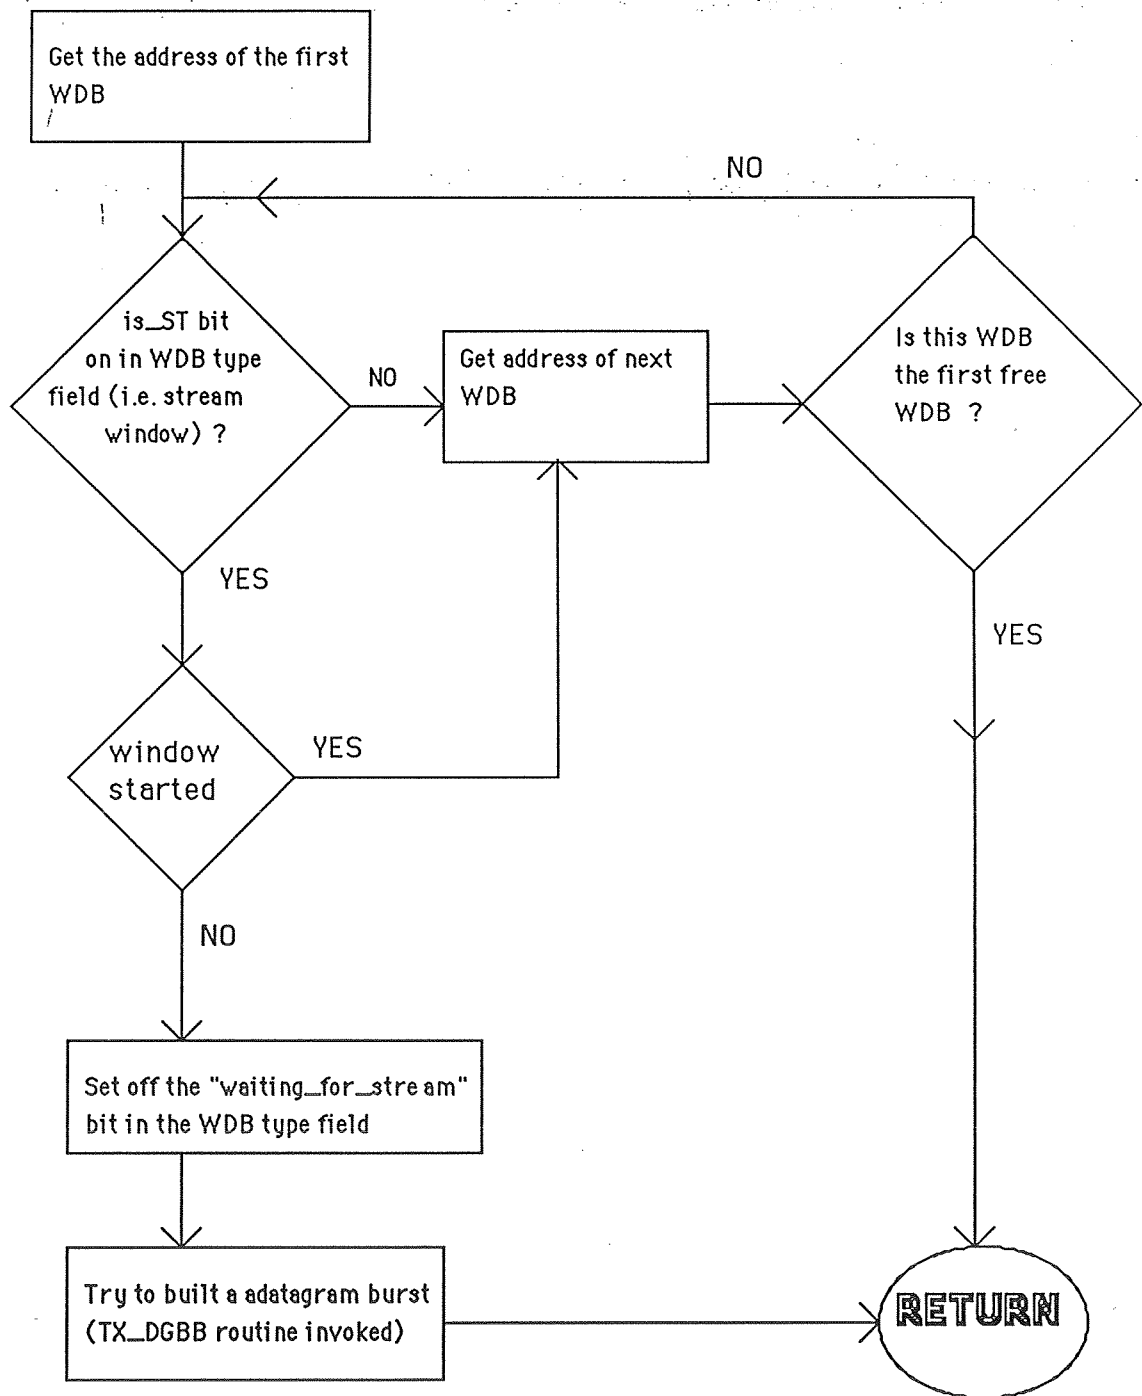 Get the address of the first
WDB
NO
is_ST bit
on in WDB type
field (i.e. stream
window) ?
NO
Get address of next
WDB
Is this WDB
the first free
WDB ?
YES
YES
window
started
YES
NO
Set off the "waiting_for_stream"
bit in the WDB type field
Try to built a adatagram burst
(TX_DGBB routine invoked)
RETURN